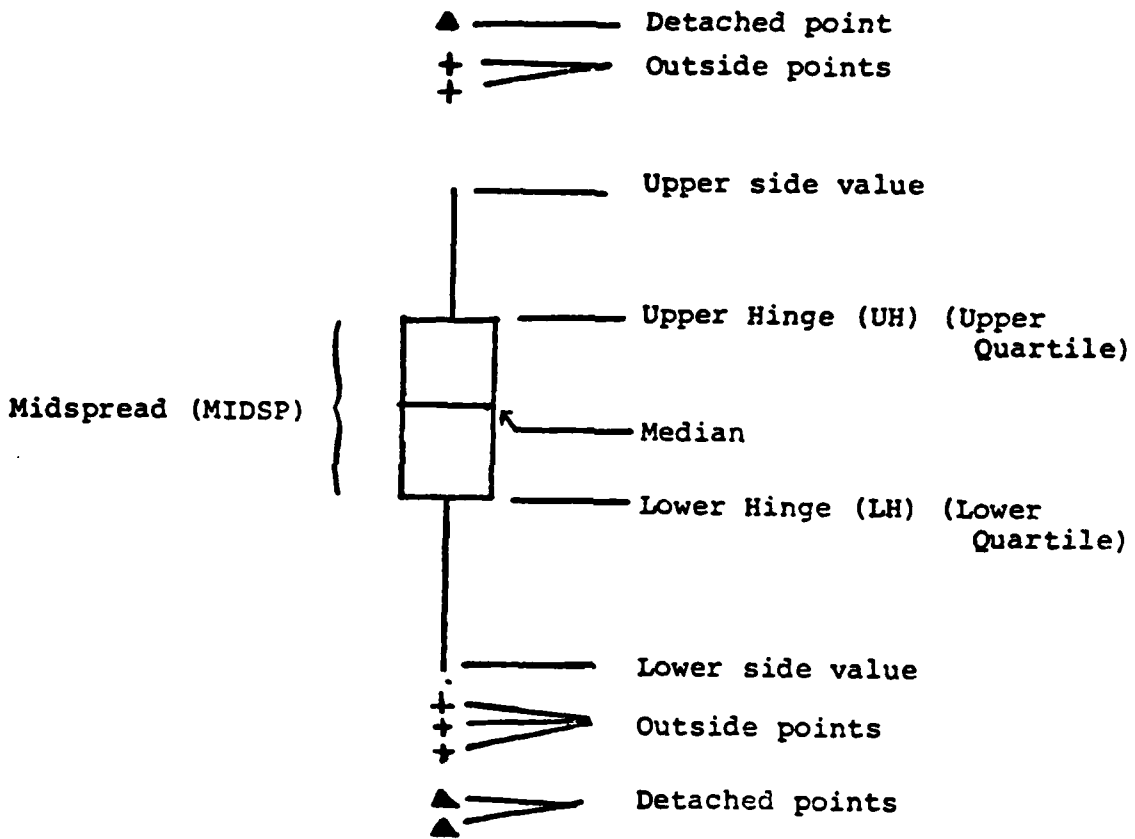 Detached point
Outside points
Upper side value
Upper Hinge (UH) (Upper
Quartile)
Midspread (MIDSP)
Median
Lower Hinge (LH) (Lower
Quartile)
Lower side value
Outside points
Detached points